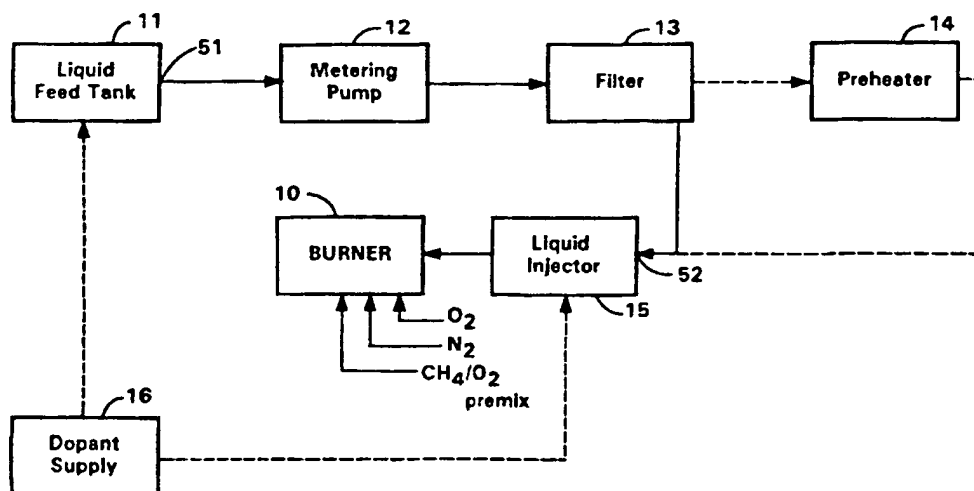 11
51
12
13
14
Liquid
Feed Tank
Metering
Pump
Filter
Preheater
10
BURNER
Liquid
Injector
52
15
O2
N2
CH4/O2
premix
16
Dopant
Supply